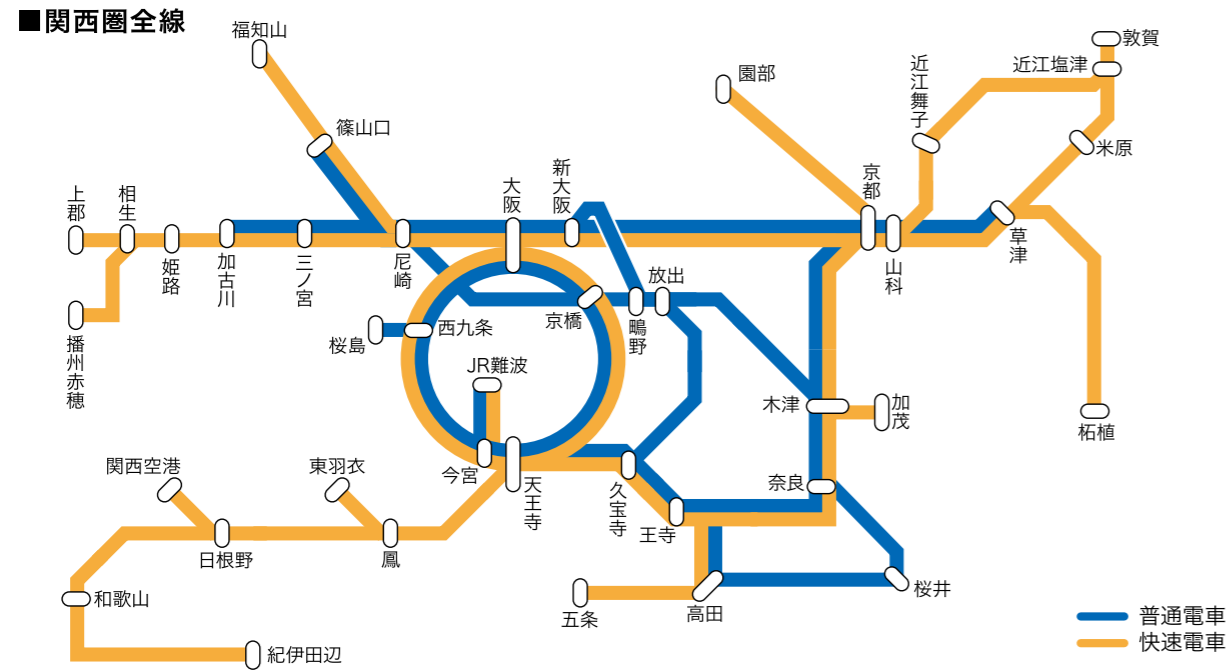 ■関西圏全線
福知山
敦賀
近江塩津
園部
近江舞子
篠山口
米原
新大阪
京都
大阪
上郡
相生
姫路
加古川
三ノ宮
尼崎
山科
草津
放出
京橋
鴫野
西九条
桜島
播州赤穂
JR難波
木津
加茂
柘植
関西空港
東羽衣
今宮
天王寺
久宝寺
奈良
王寺
日根野
鳳
桜井
和歌山
五条
高田
普通電車
快速電車
紀伊田辺